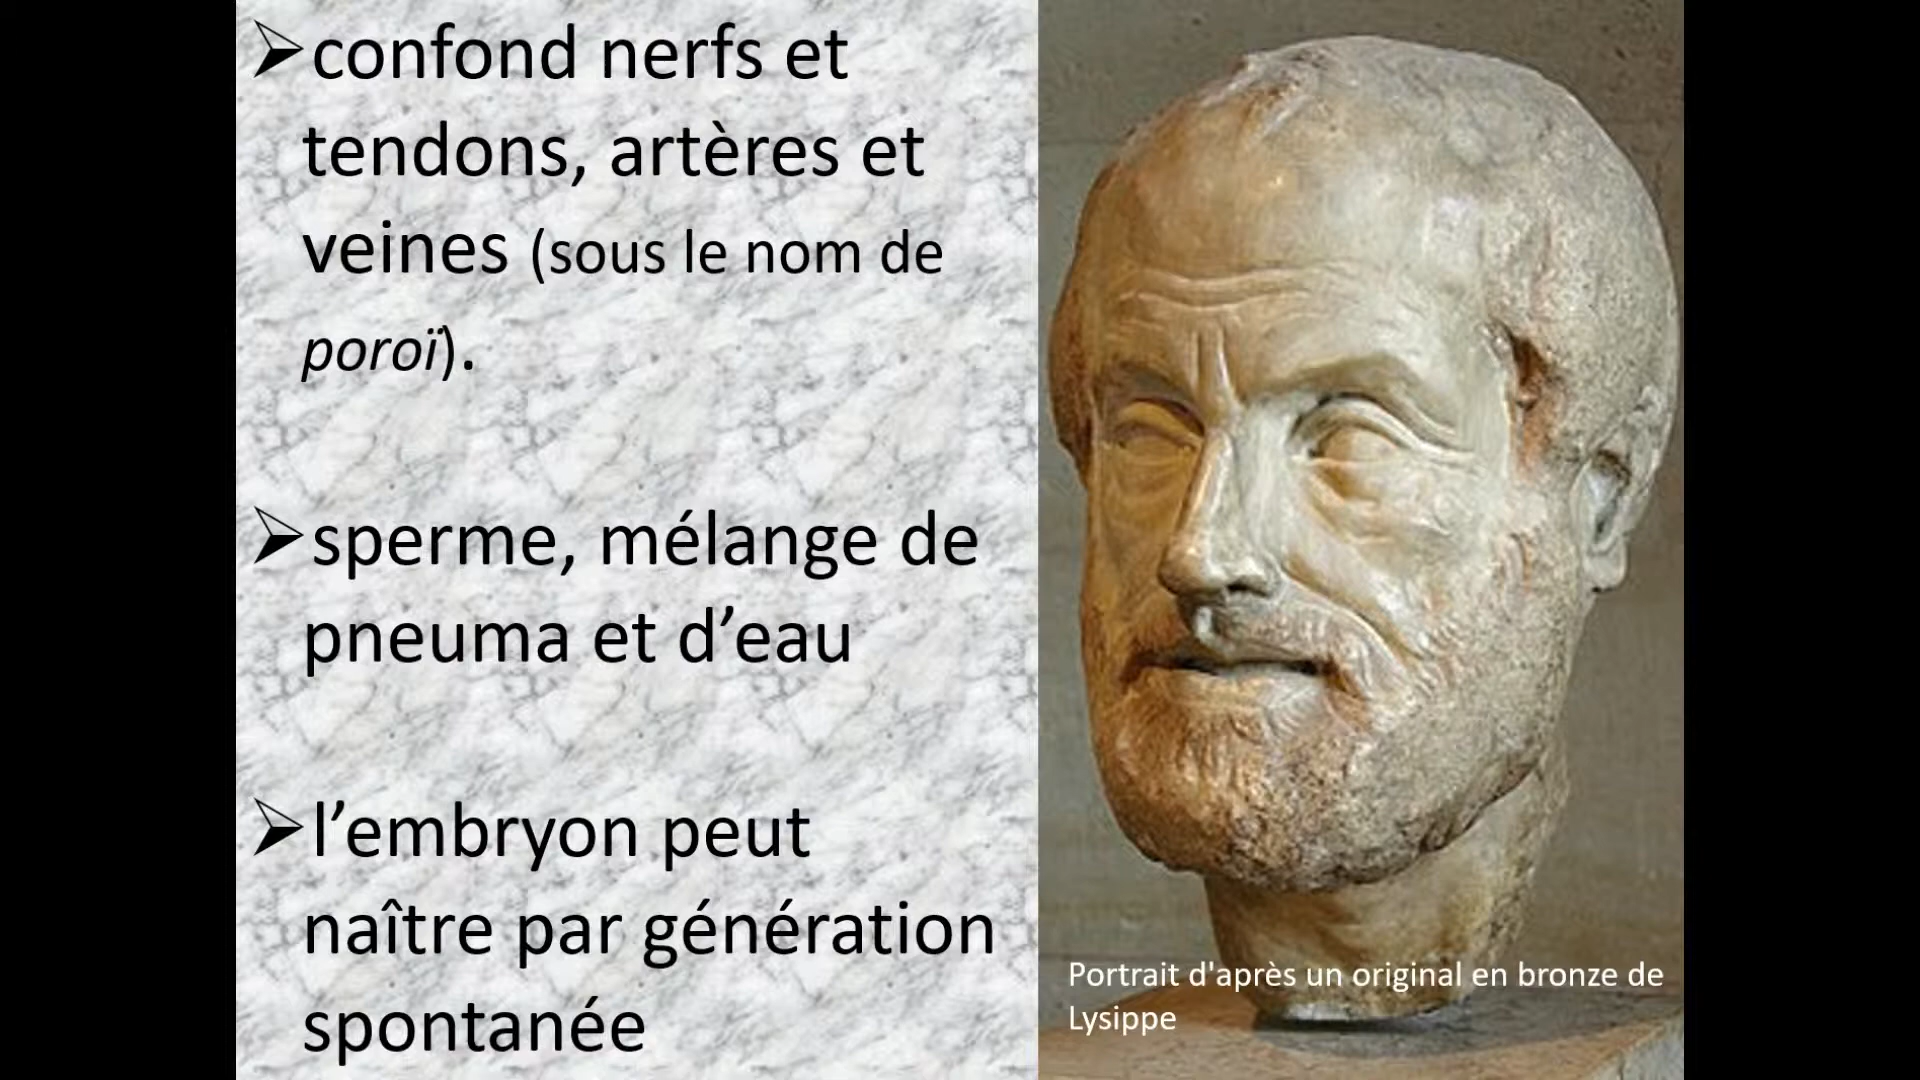 ➢confond nerfs et
tendons, artères et
veines (sous le nom de
poroï).
➢sperme, mélange de
pneuma et d’eau
➢l’embryon peut
naître par génération
spontanée
Portrait d'après un original en bronze de
Lysippe